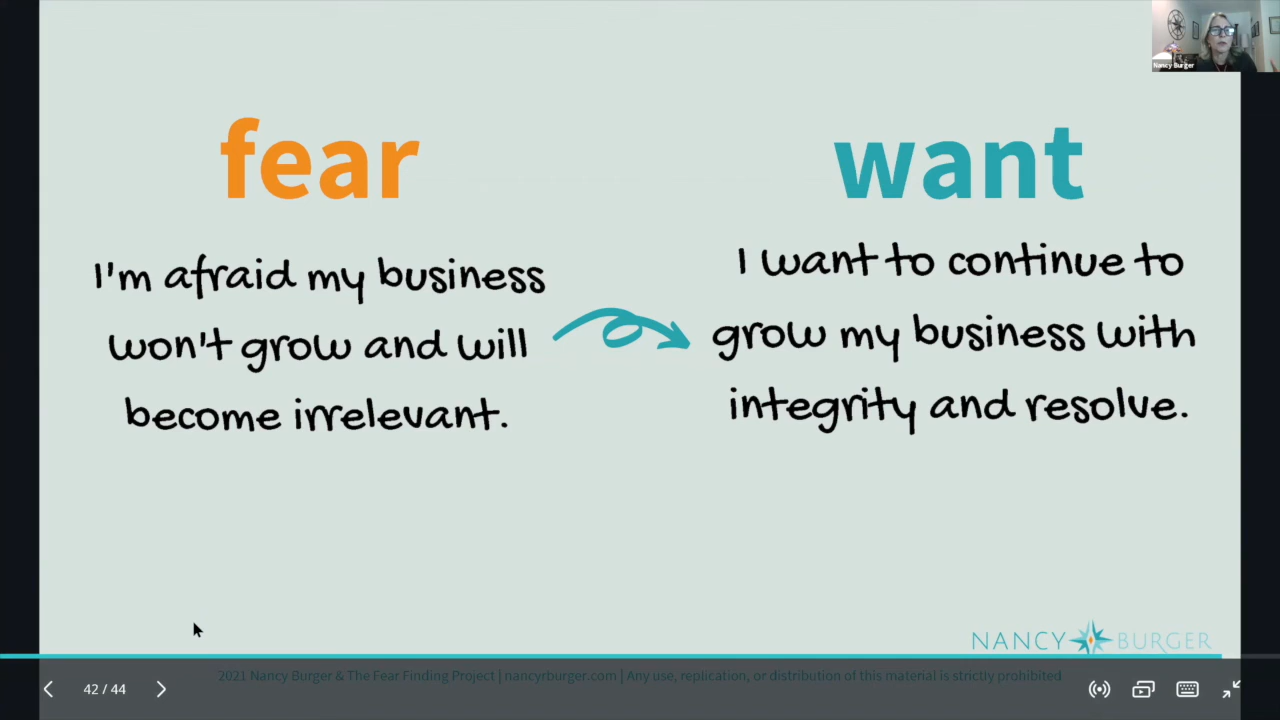 Nancy Burger
fear
I'm afraid my business
won't grow and will
become irrelevant.
want
I want to continue to
grow my business with
integrity and resolve.
NANCY BURGER
2021 Nancy Burger & The Fear Finding Project | nancyrburger.com | Any use, replication, or distribution of this material is strictly prohibited
42 / 44